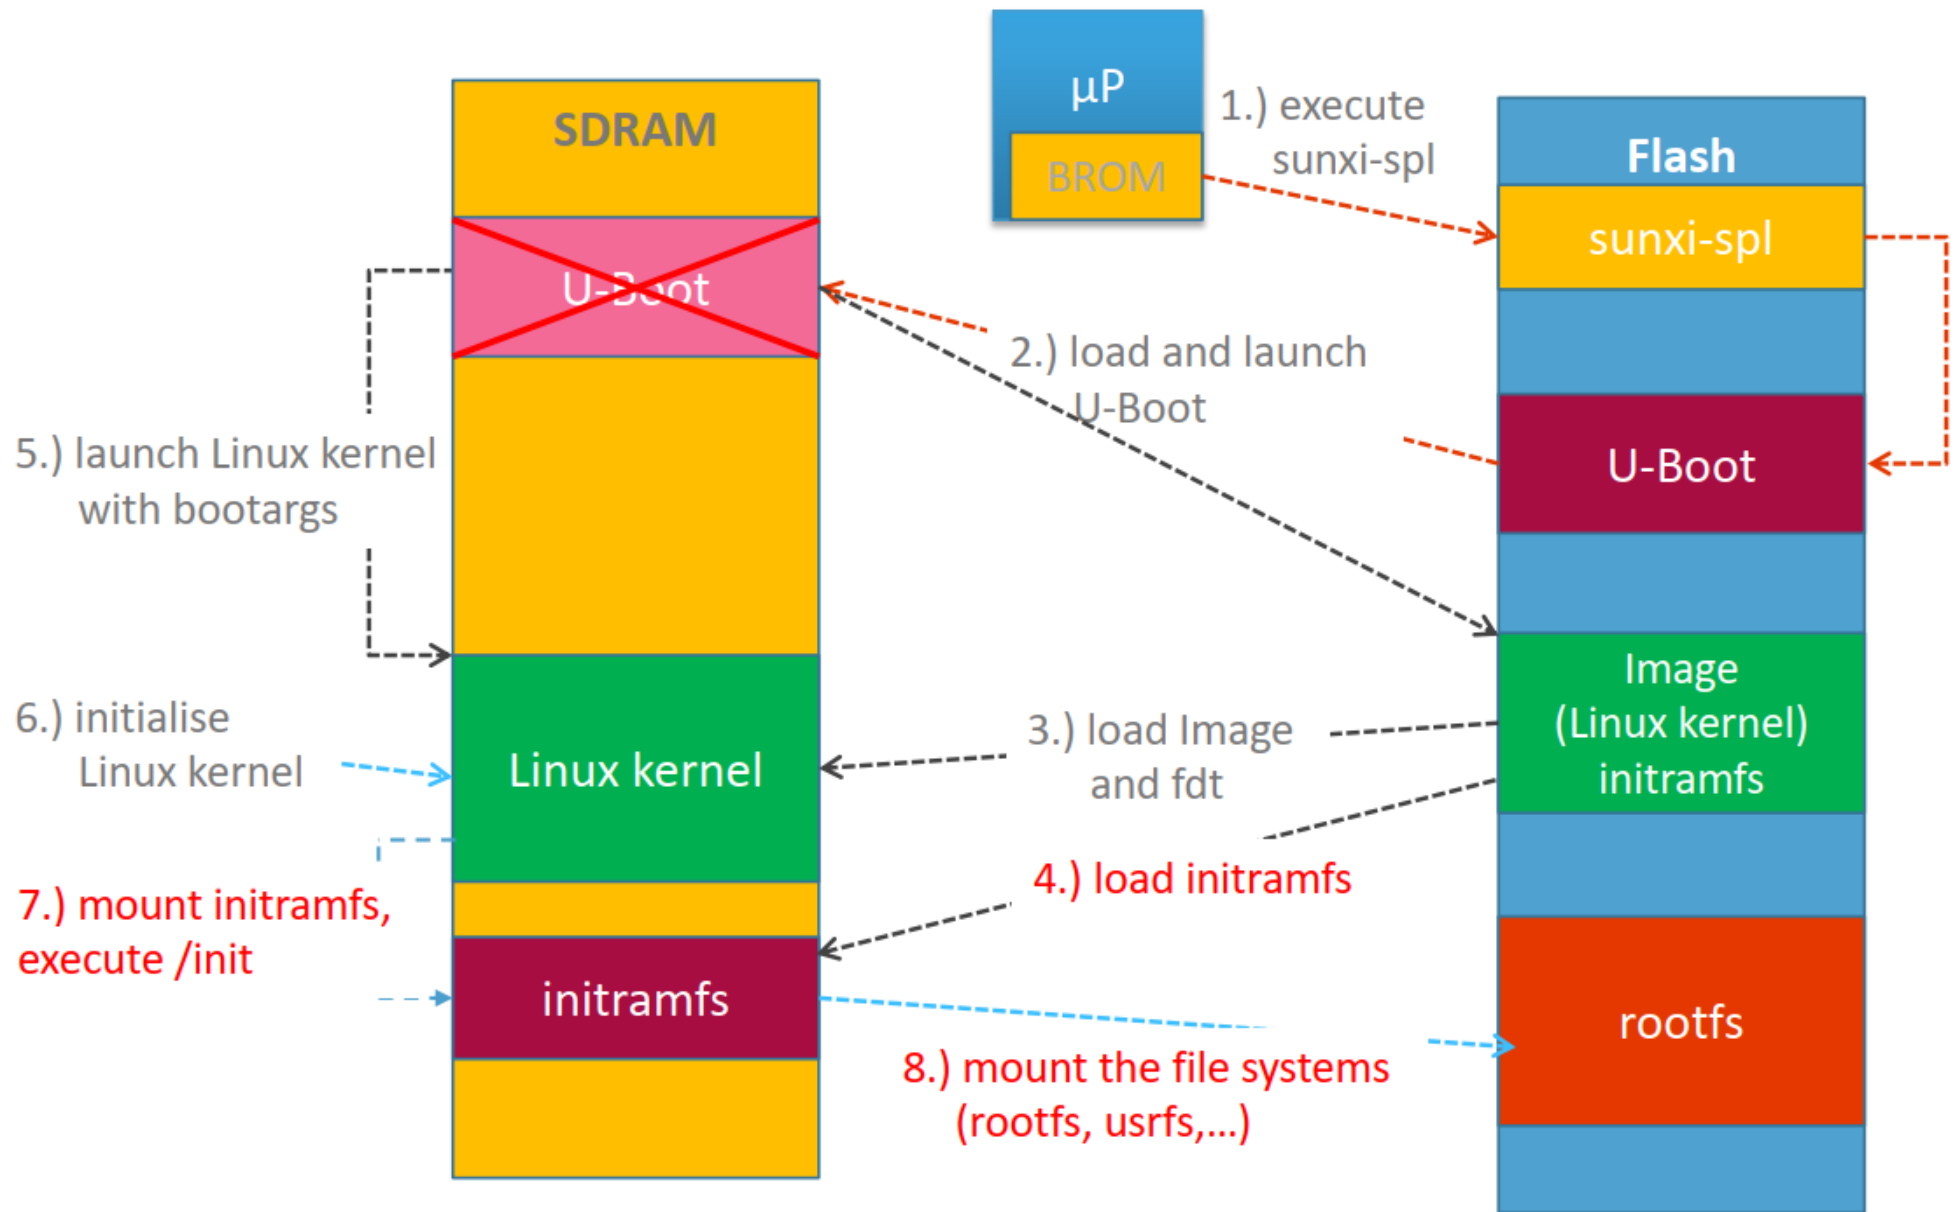 µP
BROM
1.) execute
sunxi-spl
SDRAM
U-Boot
Linux kernel
initramfs
Flash
sunxi-spl
U-Boot
Image
(Linux kernel)
initramfs
rootfs
2.) load and launch
U-Boot
3.) load Image
and fdt
4.) load initramfs
5.) launch Linux kernel
with bootargs
6.) initialise
Linux kernel
7.) mount initramfs,
execute /init
8.) mount the file systems
(rootfs, usrfs,...)